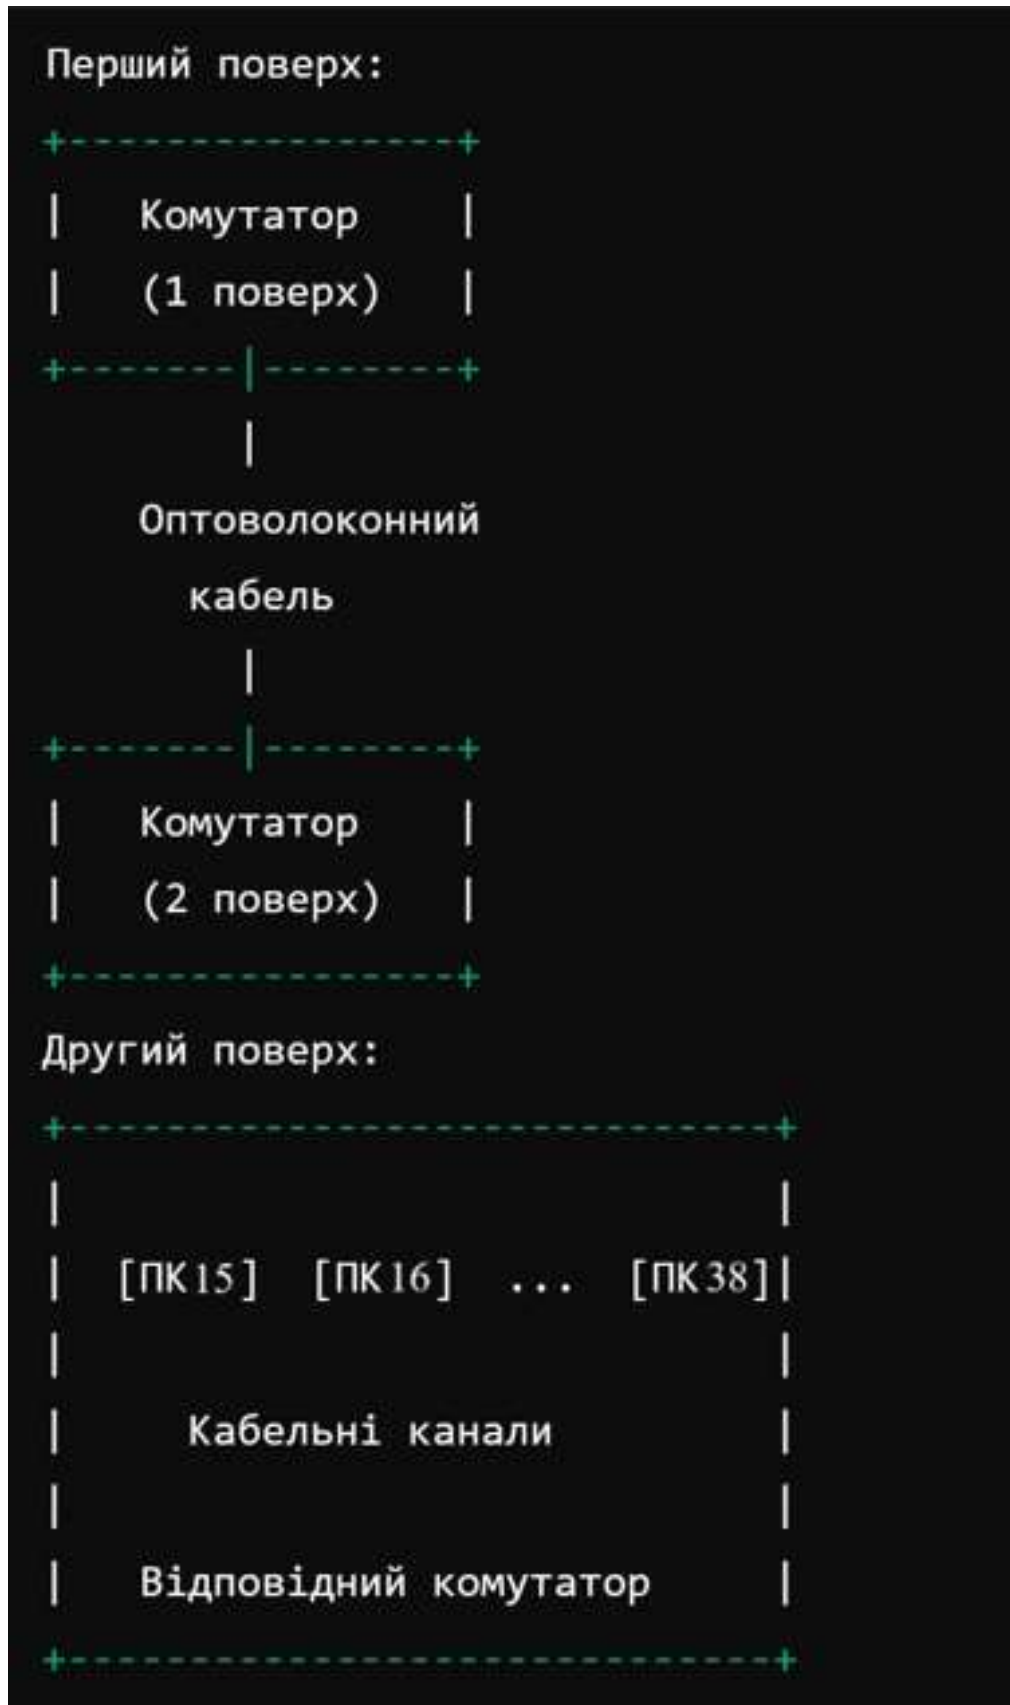 Перший поверх:
+----------------+
| Комутатор |
| (1 поверх) |
+-------|--------+
|
Оптоволоконний
кабель
|
+-------|--------+
| Комутатор |
| (2 поверх) |
+----------------+
Другий поверх:
+-----------------------------+
| |
| [ПК15] [ПК16] ... [ПК38]|
| |
| Кабельні канали |
| |
| Відповідний комутатор |
+-----------------------------+